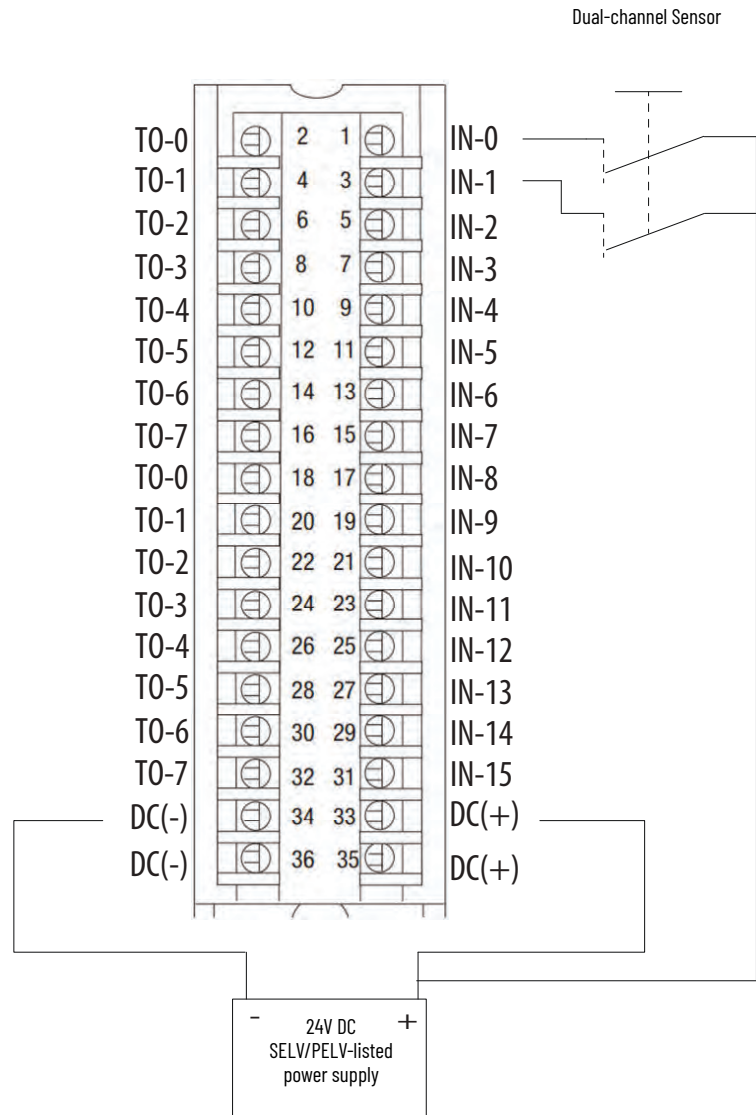 Dual-channel Sensor
TO-0 2 1 IN-0
TO-1 4 3 IN-1
TO-2 6 5 IN-2
TO-3 8 7 IN-3
TO-4 10 9 IN-4
TO-5 12 11 IN-5
TO-6 14 13 IN-6
TO-7 16 15 IN-7
TO-0 18 17 IN-8
TO-1 20 19 IN-9
TO-2 22 21 IN-10
TO-3 24 23 IN-11
TO-4 26 25 IN-12
TO-5 28 27 IN-13
TO-6 30 29 IN-14
TO-7 32 31 IN-15
DC(-) 34 33 DC(+)
DC(-) 36 35 DC(+)
- +
24V DC
SELV/PELV-listed
power supply